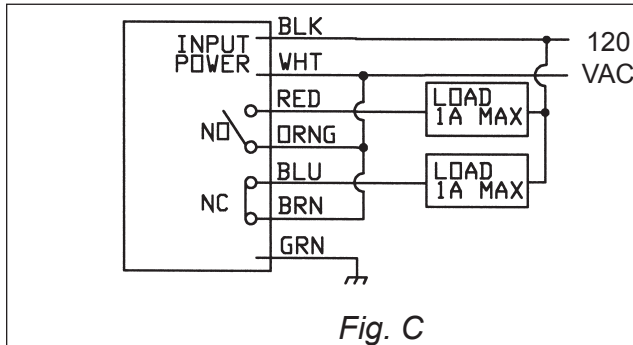 BLK
INPUT
POWER
120
WHT
VAC
RED
LOAD
1A MAX
NO
ORNG
BLU
LOAD
1A MAX
NC
BRN
GRN
Fig. C